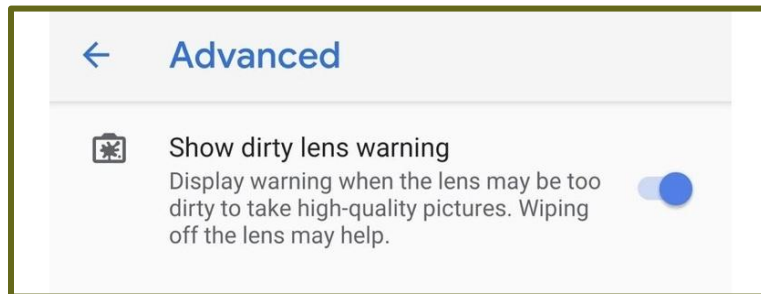 Advanced
Show dirty lens warning
Display warning when the lens may be too
dirty to take high-quality pictures. Wiping
off the lens may help.